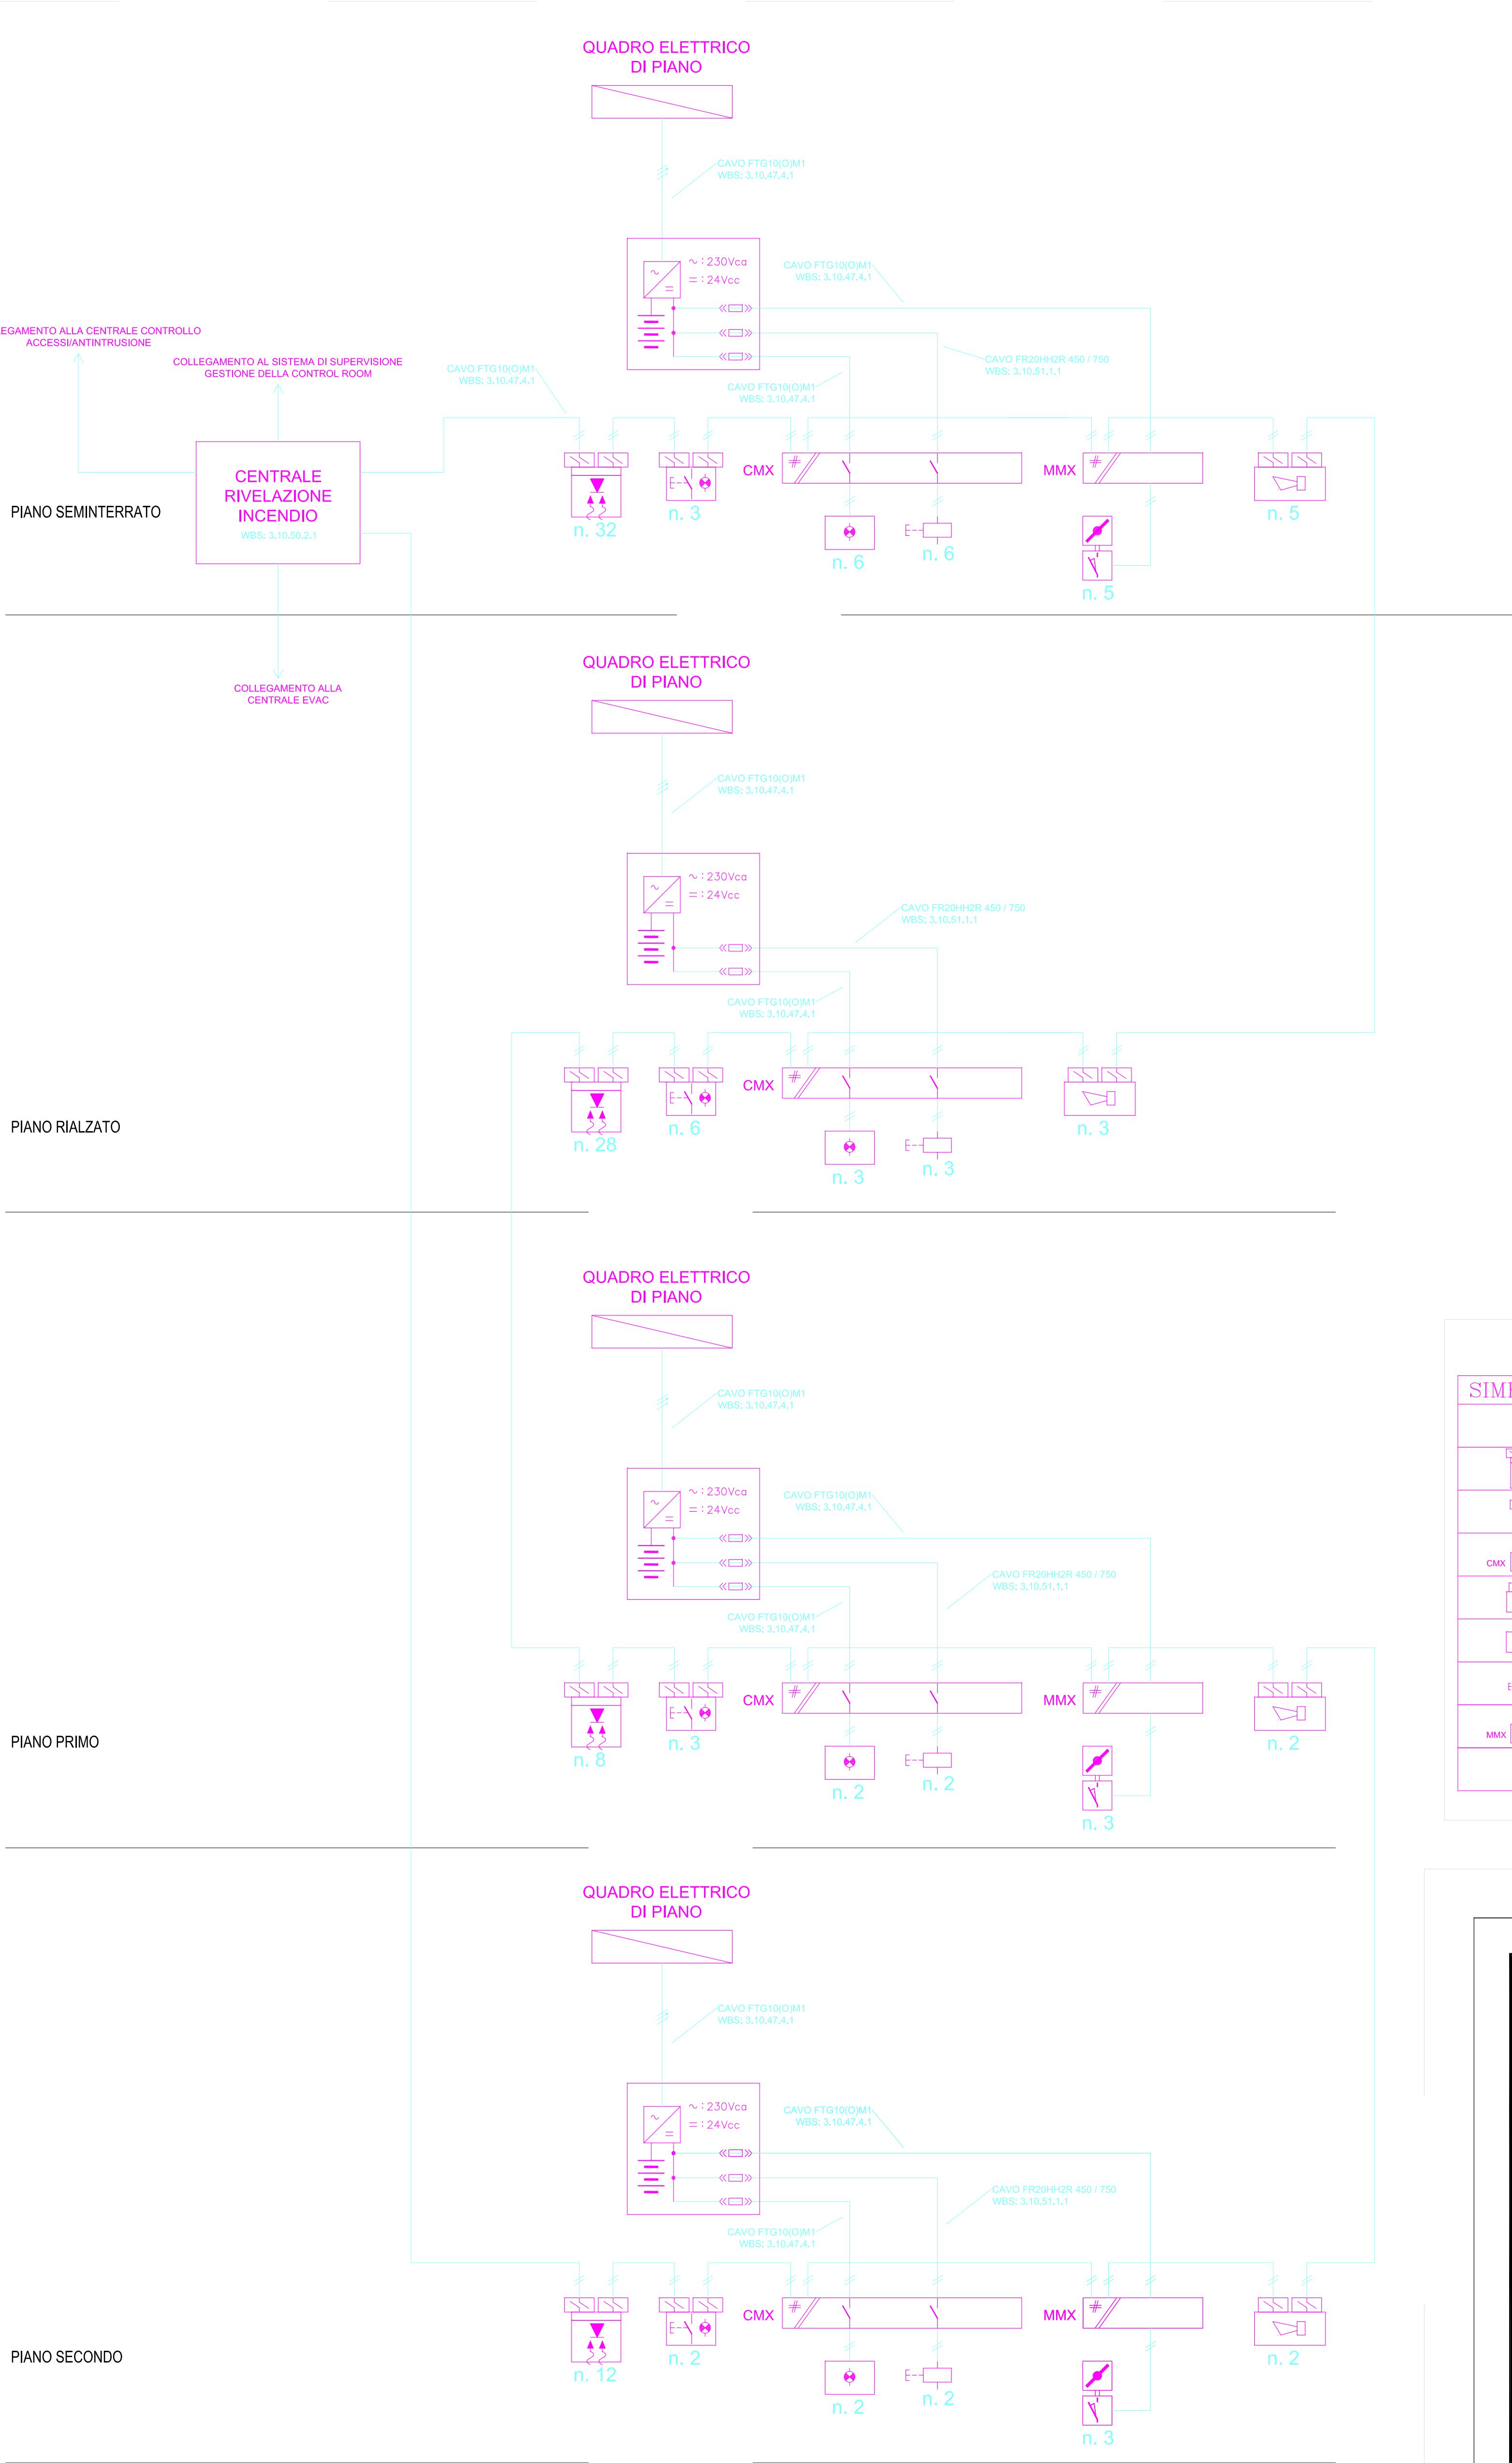 QUADRO ELETTRICO
DI PIANO
CAVO FTG10(O)M1
WBS: 3.10.47.4.1
~ : 230Vca
= : 24Vcc
CAVO FTG10(O)M1
WBS: 3.10.47.4.1
EGAMENTO ALLA CENTRALE CONTROLLO
ACCESSI/ANTINTRUSIONE
COLLEGAMENTO AL SISTEMA DI SUPERVISIONE
GESTIONE DELLA CONTROL ROOM
CAVO FTG10(O)M1
WBS: 3.10.47.4.1
CAVO FTG10(O)M1
WBS: 3.10.47.4.1
CAVO FR20HH2R 450 / 750
WBS: 3.10.51.1.1
CENTRALE
RIVELAZIONE
INCENDIO
WBS: 3.10.50.2.1
PIANO SEMINTERRATO
CMX
MMX
n. 32
n. 3
n. 6
n. 6
n. 5
n. 5
COLLEGAMENTO ALLA
CENTRALE EVAC
QUADRO ELETTRICO
DI PIANO
CAVO FTG10(O)M1
WBS: 3.10.47.4.1
~ : 230Vca
= : 24Vcc
CAVO FR20HH2R 450 / 750
WBS: 3.10.51.1.1
CAVO FTG10(O)M1
WBS: 3.10.47.4.1
PIANO RIALZATO
CMX
n. 28
n. 6
n. 3
n. 3
n. 3
QUADRO ELETTRICO
DI PIANO
CAVO FTG10(O)M1
WBS: 3.10.47.4.1
~ : 230Vca
= : 24Vcc
CAVO FTG10(O)M1
WBS: 3.10.47.4.1
CAVO FR20HH2R 450 / 750
WBS: 3.10.51.1.1
CAVO FTG10(O)M1
WBS: 3.10.47.4.1
PIANO PRIMO
CMX
MMX
n. 8
n. 3
n. 2
n. 2
n. 3
n. 2
CMX
MMX
QUADRO ELETTRICO
DI PIANO
CAVO FTG10(O)M1
WBS: 3.10.47.4.1
~ : 230Vca
= : 24Vcc
CAVO FTG10(O)M1
WBS: 3.10.47.4.1
CAVO FR20HH2R 450 / 750
WBS: 3.10.51.1.1
CAVO FTG10(O)M1
WBS: 3.10.47.4.1
PIANO SECONDO
CMX
MMX
n. 12
n. 2
n. 2
n. 2
n. 3
n. 2